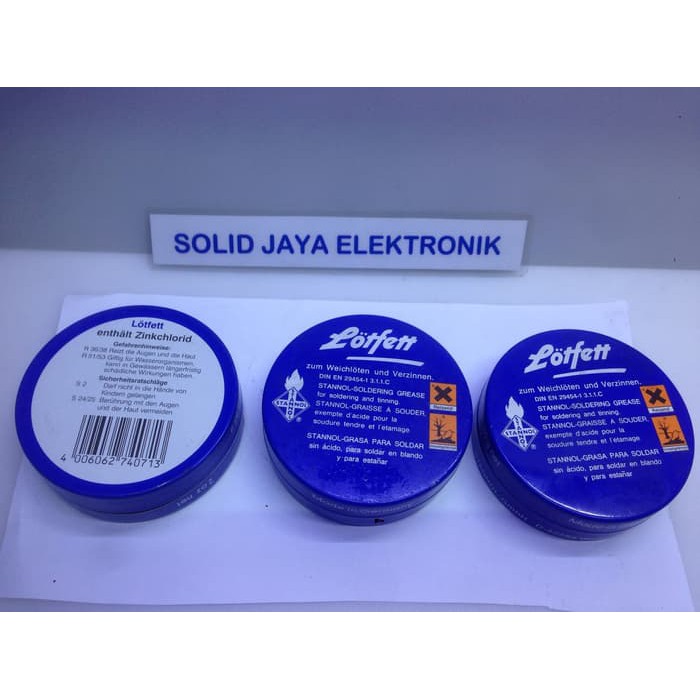 SOLID JAYA ELEKTRONIK
Lötfett
enthält Zinkchlorid
Gefahrenhinweise:
R 36/38 Reizt die Augen und die Haut
R 51/53 Giftig für Wasserorganismen,
kann in Gewässern längerfristig
schädliche Wirkungen haben.
Sicherheitsratschläge
S 2 Darf nicht in die Hände von
Kindern gelangen
S 24/25 Berührung mit den Augen
und der Haut vermeiden
4 006062 740713
Lötfett
zum Weichlöten und Verzinnen.
DIN EN 29454-1 3.1.1.C
STANNOL-SOLDERING GREASE
for soldering and tinning.
STANNOL-GRAISSE A SOUDER,
exempte d'acide pour la
soudure tendre et l'etamage
STANNOL-GRASA PARA SOLDAR
sin ácido, para soldar en blando
y para estañar
STANNOL
Lötfett
zum Weichlöten und Verzinnen.
DIN EN 29454-1 3.1.1.C
STANNOL-SOLDERING GREASE
for soldering and tinning.
STANNOL-GRAISSE A SOUDER,
exempte d'acide pour la
soudure tendre et l'etamage
STANNOL-GRASA PARA SOLDAR
sin ácido, para soldar en blando
y para estañar
STANNOL